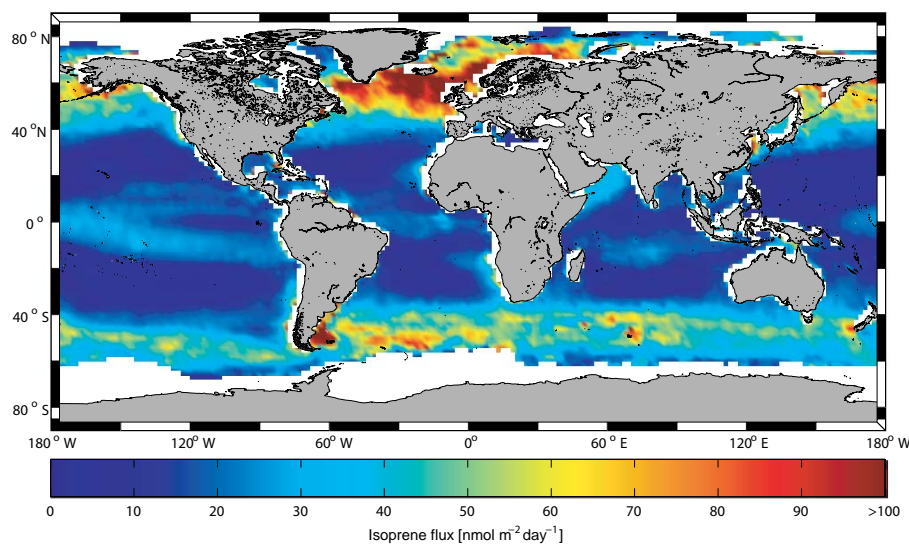 80 ° N
40 ° N
0 °
40 ° S
80 ° S
180 ° W 120 ° W 60 ° W 0 ° 60 ° E 120 ° E 180 ° W
0 10 20 30 40 50 60 70 80 90 >100
Isoprene flux [nmol m⁻² day⁻¹]